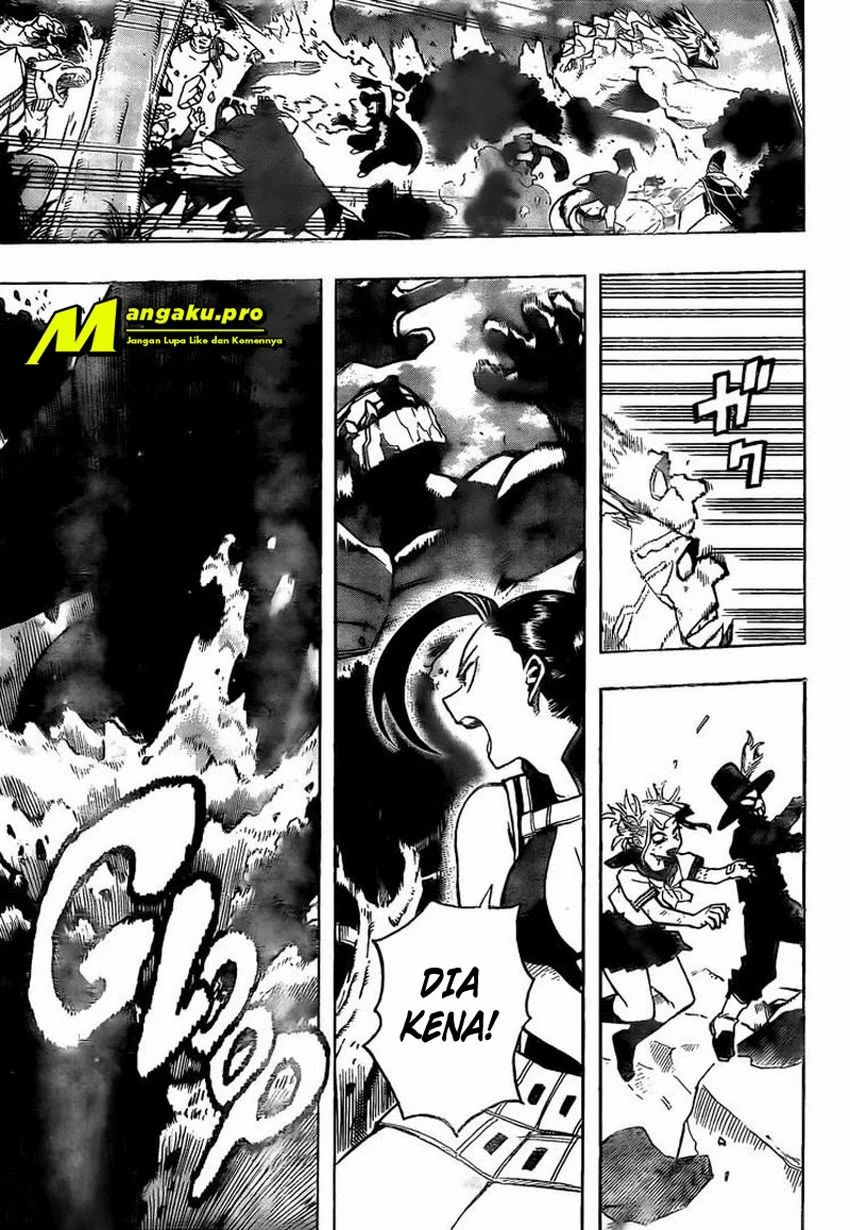 Mangaku.pro
Jangan Lupa Like dan Komennya
ガク
DIA
KENA!
GLOOP